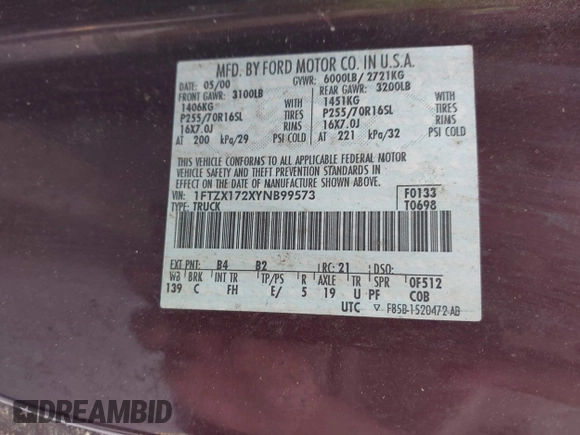 MFD. BY FORD MOTOR CO. IN U.S.A.
DATE: 05/00 GVWR: 6000LB/ 2721KG
FRONT GAWR: 3100LB REAR GAWR: 3200LB
1406KG WITH 1451KG WITH
P255/70R16SL TIRES P255/70R16SL TIRES
16X7.0J RIMS 16X7.0J RIMS
AT 200 kPa/29 PSI COLD AT 221 kPa/32 PSI COLD
THIS VEHICLE CONFORMS TO ALL APPLICABLE FEDERAL MOTOR
VEHICLE SAFETY AND THEFT PREVENTION STANDARDS IN
EFFECT ON THE DATE OF MANUFACTURE SHOWN ABOVE.
VIN: 1FTZX172XYNB99573 F0133
TYPE: TRUCK T0698
EXT PNT: B4 B2 RC: 21 DSO:
WB BRK INT TR TP/PS R AXLE TR SPR 0F512
139 C FH E/ 5 19 U PF COB
UTC ▽ F85B-1520472-AB
DREAMBID